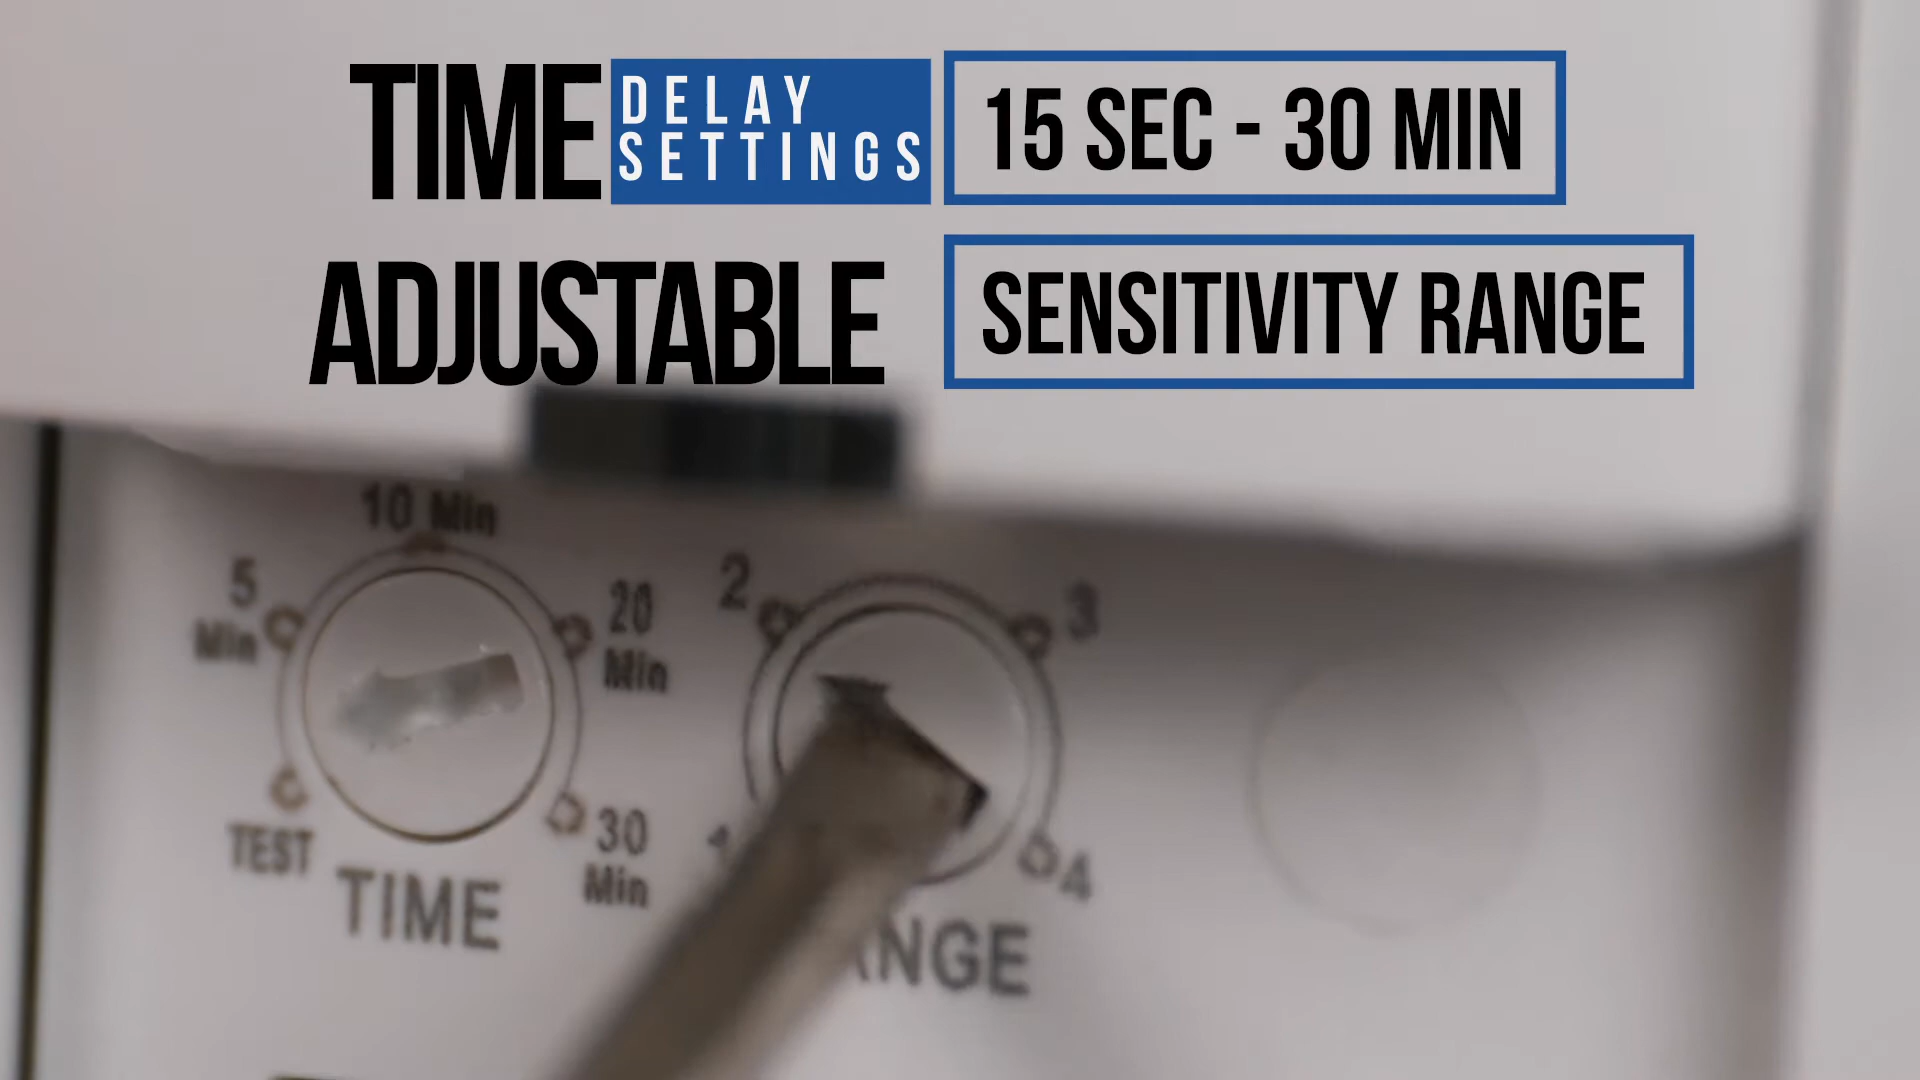 TIME DELAY SETTINGS 15 SEC - 30 MIN
ADJUSTABLE SENSITIVITY RANGE
10 Min
5 Min
20 Min
TEST
30 Min
TIME
2
3
4
ANGE